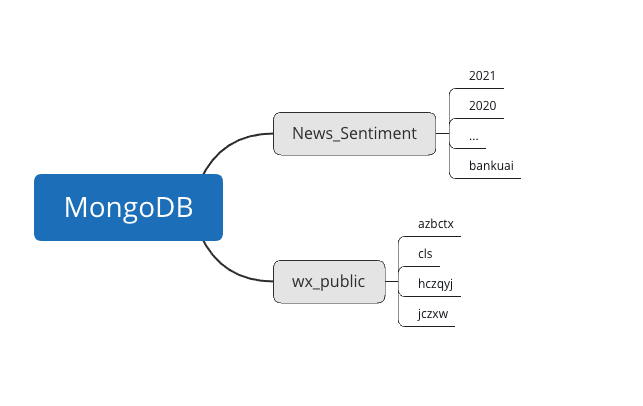 MongoDB
News_Sentiment
2021
2020
...
bankuai
wx_public
azbctx
cls
hczqyj
jczxw